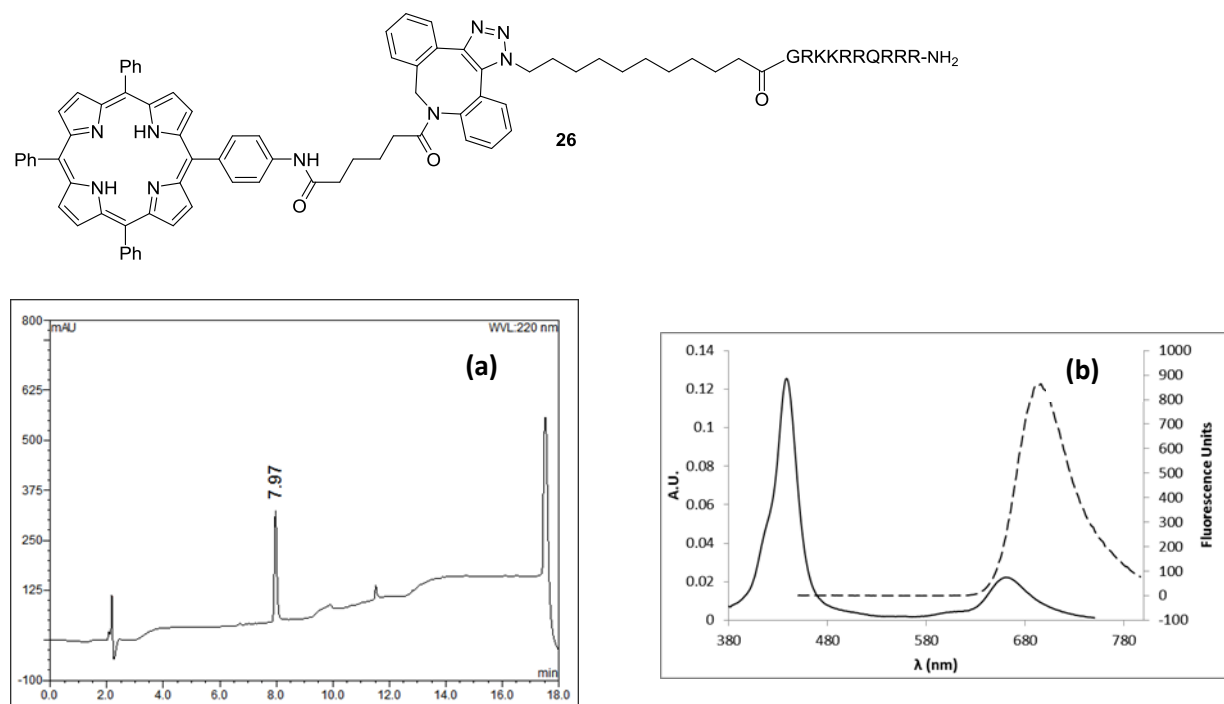 Ph
N
HN
Ph
NH
N
Ph
NH
O
N
O
N
N
N
O
GRKKRRQRRR-NH2
26
800
mAU
WVL:220 nm
(a)
625
500
375
250
125
-100
7.97
min
0.0 2.0 4.0 6.0 8.0 10.0 12.0 14.0 16.0 18.0
(b)
0.14
0.12
0.1
0.08
0.06
0.04
0.02
0
A.U.
1000
900
800
700
600
500
400
300
200
100
0
-100
Fluorescence Units
380 480 580 680 780
λ (nm)